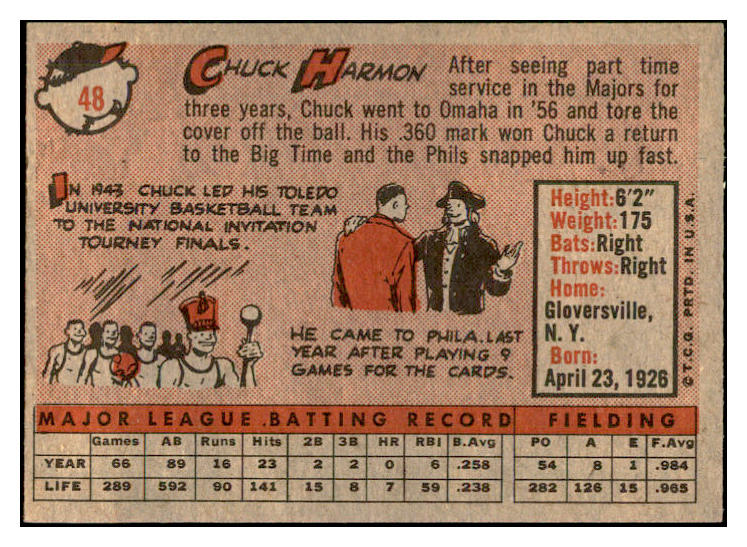 48
CHUCK HARMON
After seeing part time
service in the Majors for
three years, Chuck went to Omaha in '56 and tore the
cover off the ball. His .360 mark won Chuck a return
to the Big Time and the Phils snapped him up fast.
IN 1943 CHUCK LED HIS TOLEDO
UNIVERSITY BASKETBALL TEAM
TO THE NATIONAL INVITATION
TOURNEY FINALS.
HE CAME TO PHILA. LAST
YEAR AFTER PLAYING 9
GAMES FOR THE CARDS.
Height: 6'2"
Weight: 175
Bats: Right
Throws: Right
Home:
Gloversville,
N. Y.
Born:
April 23, 1926
© T.C.G. PRTD. IN U.S.A.
MAJOR LEAGUE BATTING RECORD FIELDING
Games AB Runs Hits 2B 3B HR RBI B.Avg PO A E F.Avg
YEAR 66 89 16 23 2 2 0 6 .258 54 8 1 .984
LIFE 289 592 90 141 15 8 7 59 .238 282 126 15 .965